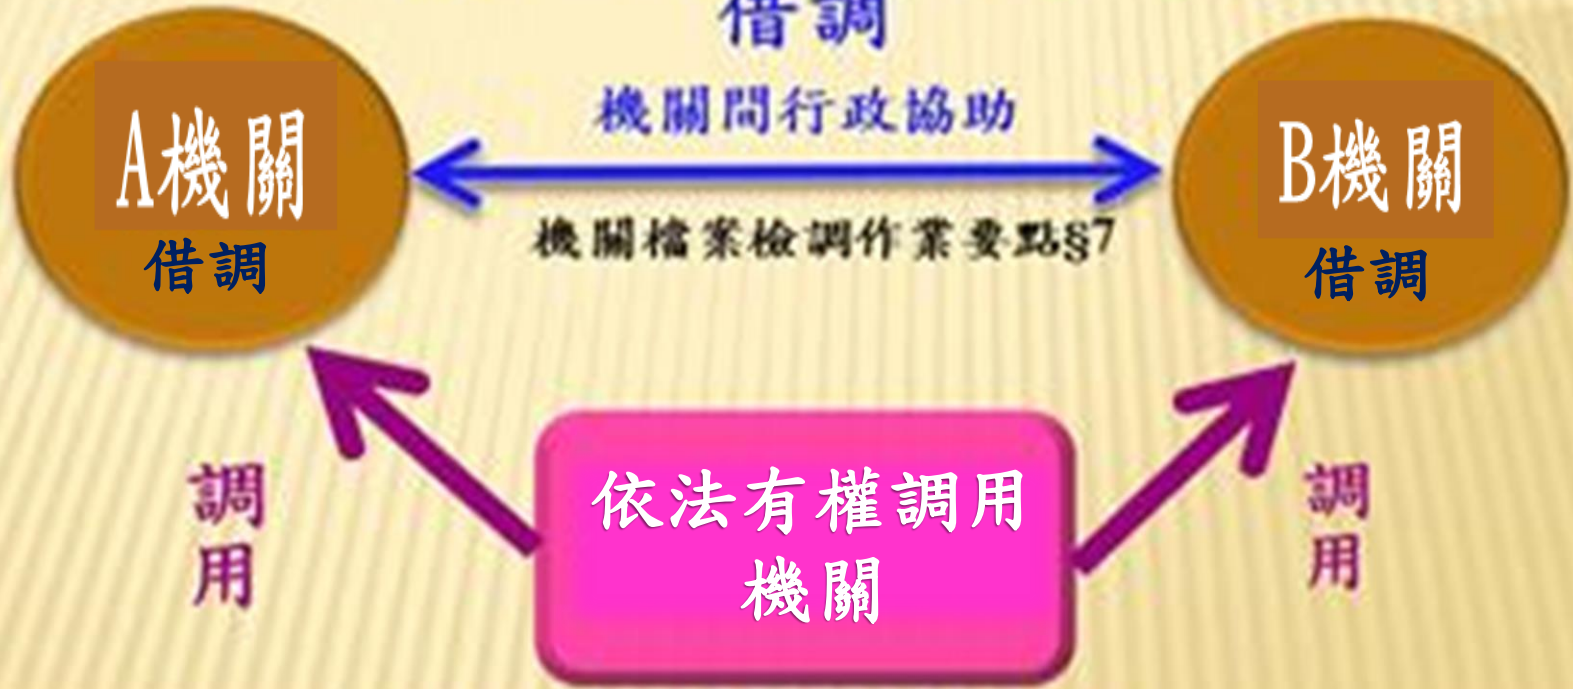 借調
機關間行政協助
A機關
借調
B機關
借調
機關檔案檢調作業要點§7
調用
依法有權調用
機關
調用